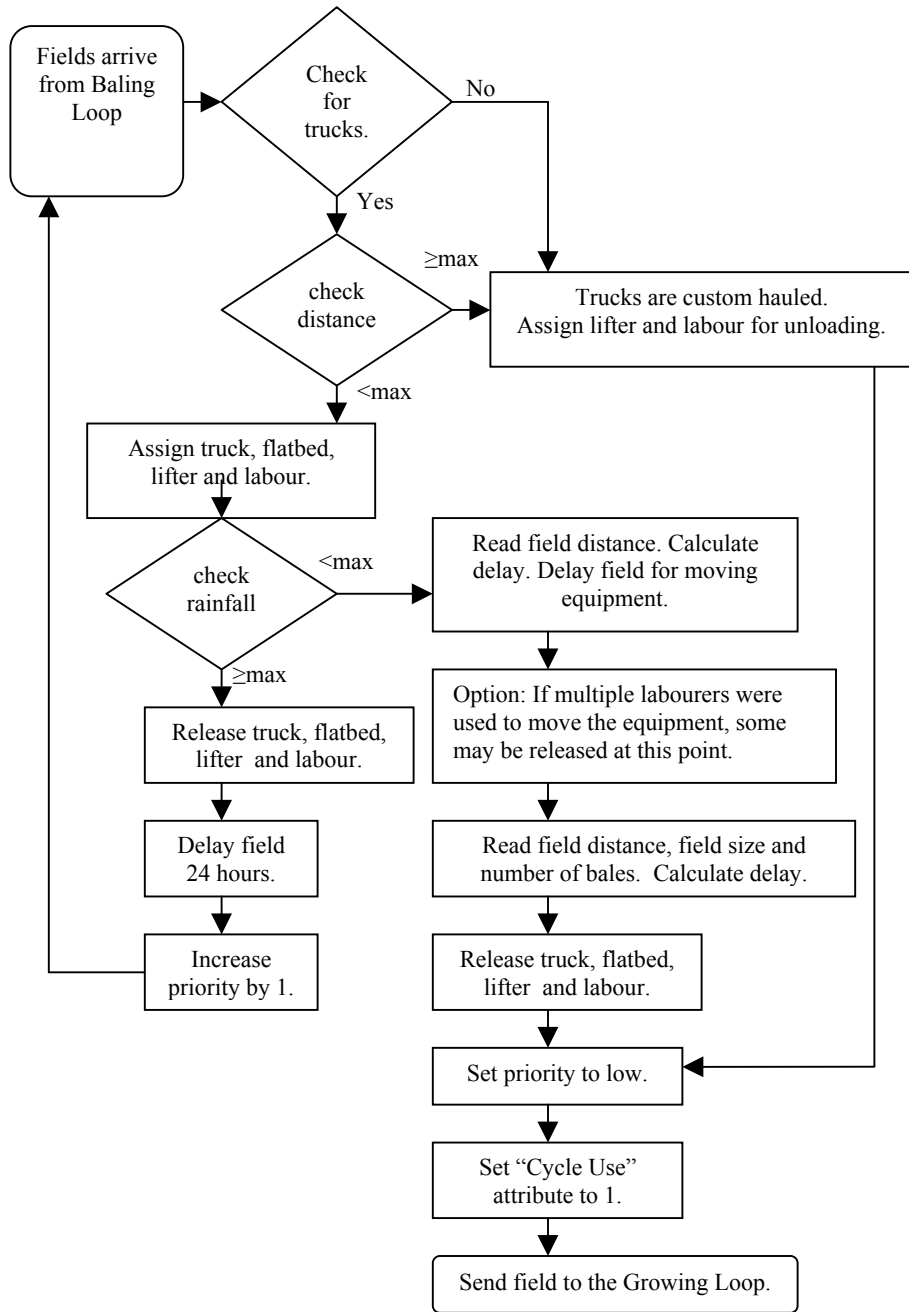 Fields arrive
from Baling
Loop
Check
for
trucks.
No
Yes
check
distance
≥max
Trucks are custom hauled.
Assign lifter and labour for unloading.
<max
Assign truck, flatbed,
lifter and labour.
check
rainfall
<max
Read field distance. Calculate
delay. Delay field for moving
equipment.
≥max
Option: If multiple labourers were
used to move the equipment, some
may be released at this point.
Release truck, flatbed,
lifter and labour.
Delay field
24 hours.
Read field distance, field size and
number of bales. Calculate delay.
Increase
priority by 1.
Release truck, flatbed,
lifter and labour.
Set priority to low.
Set “Cycle Use”
attribute to 1.
Send field to the Growing Loop.